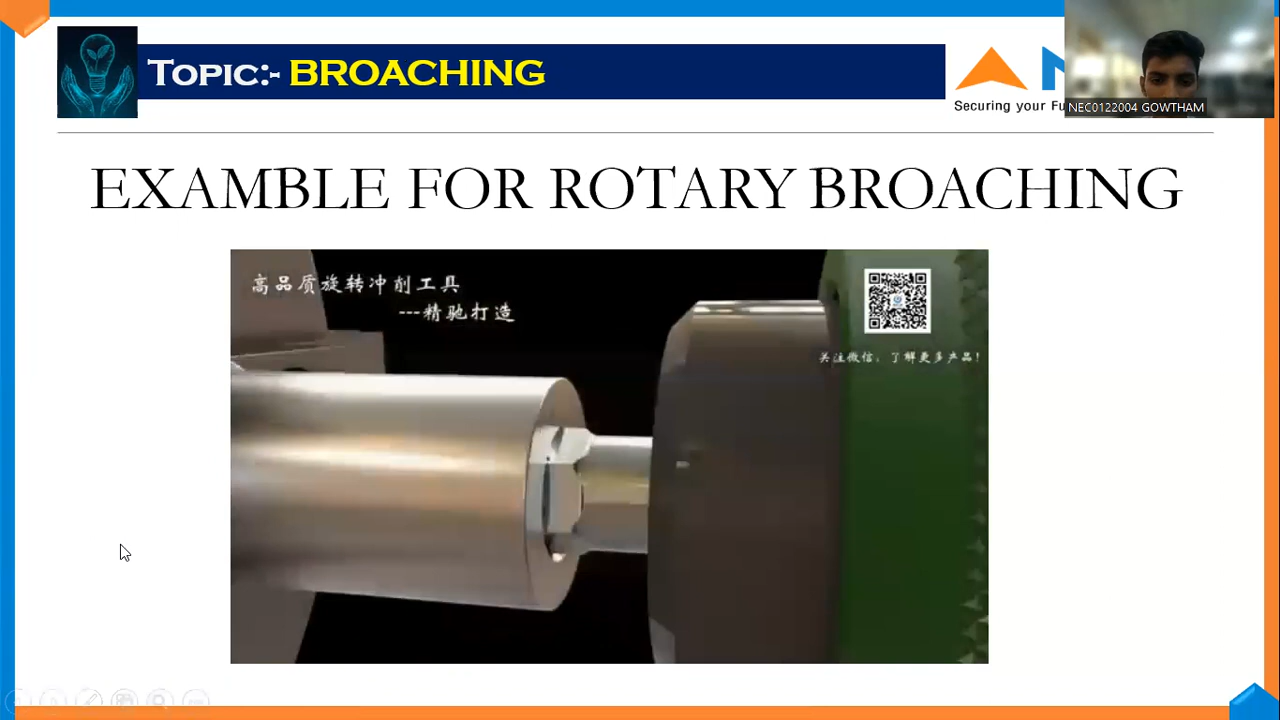 Topic:- BROACHING
Securing your Fu
NEC0122004 GOWTHAM
EXAMBLE FOR ROTARY BROACHING
高品质旋转冲削工具
---精驰打造
关注微信，了解更多产品！